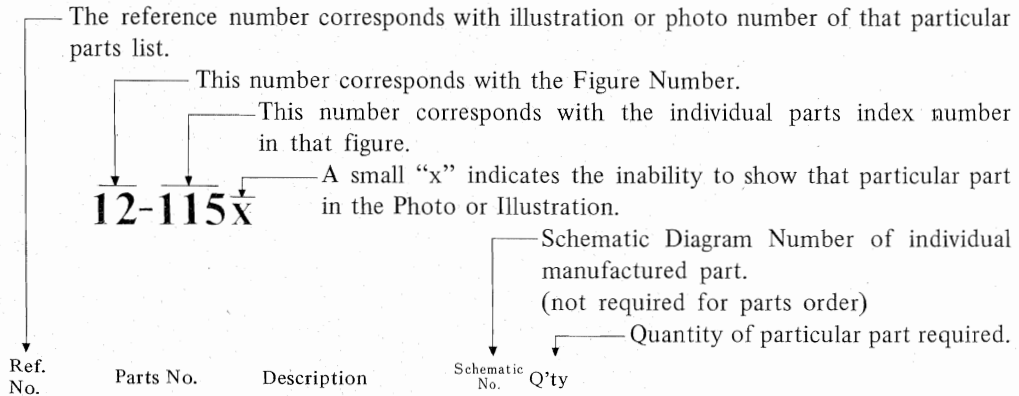 The reference number corresponds with illustration or photo number of that particular
parts list.
This number corresponds with the Figure Number.
This number corresponds with the individual parts index number
in that figure.
A small “x” indicates the inability to show that particular part
in the Photo or Illustration.
12-115x
Schematic Diagram Number of individual
manufactured part.
(not required for parts order)
Quantity of particular part required.
Ref.
No.
Parts No.
Description
Schematic
No.
Q'ty